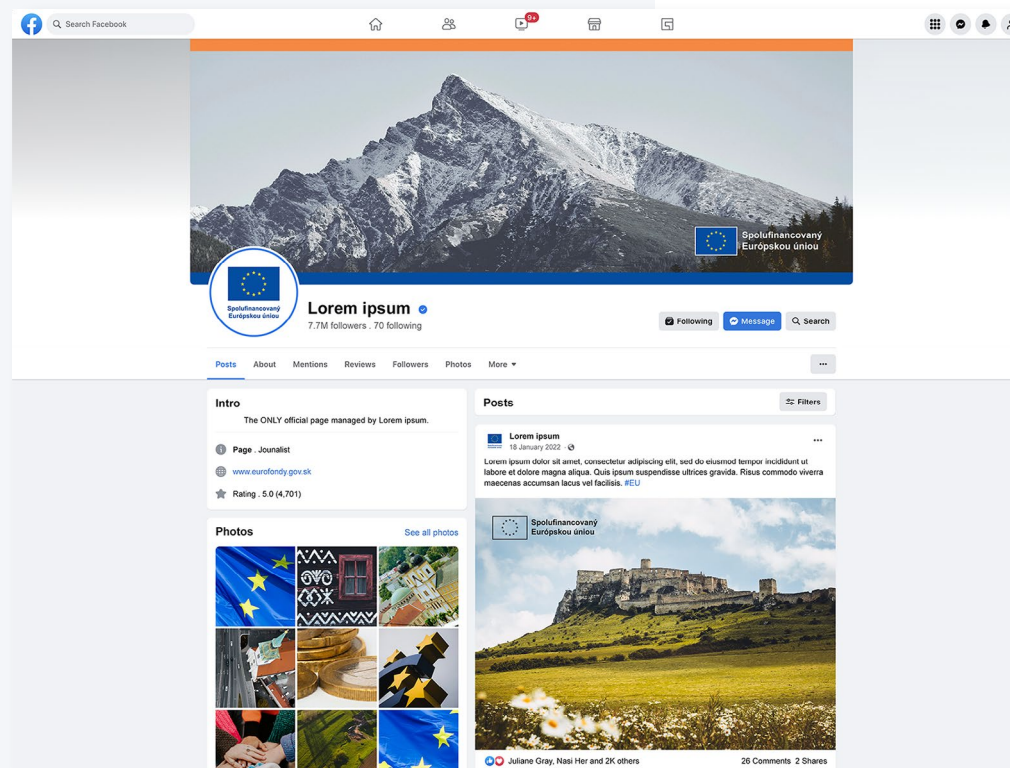 Search Facebook
9+
Spolufinancovaný
Európskou úniou
Spolufinancovaný
Európskou úniou
Lorem ipsum
7.7M followers . 70 following
Following
Message
Search
Posts About Mentions Reviews Followers Photos More
Intro
The ONLY official page managed by Lorem ipsum.
Page . Jounalist
www.eurofondy.gov.sk
Rating . 5.0 (4,701)
Photos
See all photos
Posts
Filters
Lorem ipsum
18 January 2022 ·
Lorem ipsum dolor sit amet, consectetur adipiscing elit, sed do eiusmod tempor incididunt ut
labore et dolore magna aliqua. Quis ipsum suspendisse ultrices gravida. Risus commodo viverra
maecenas accumsan lacus vel facilisis. #EU
Spolufinancovaný
Európskou úniou
Juliane Gray, Nasi Her and 2K others
26 Comments 2 Shares